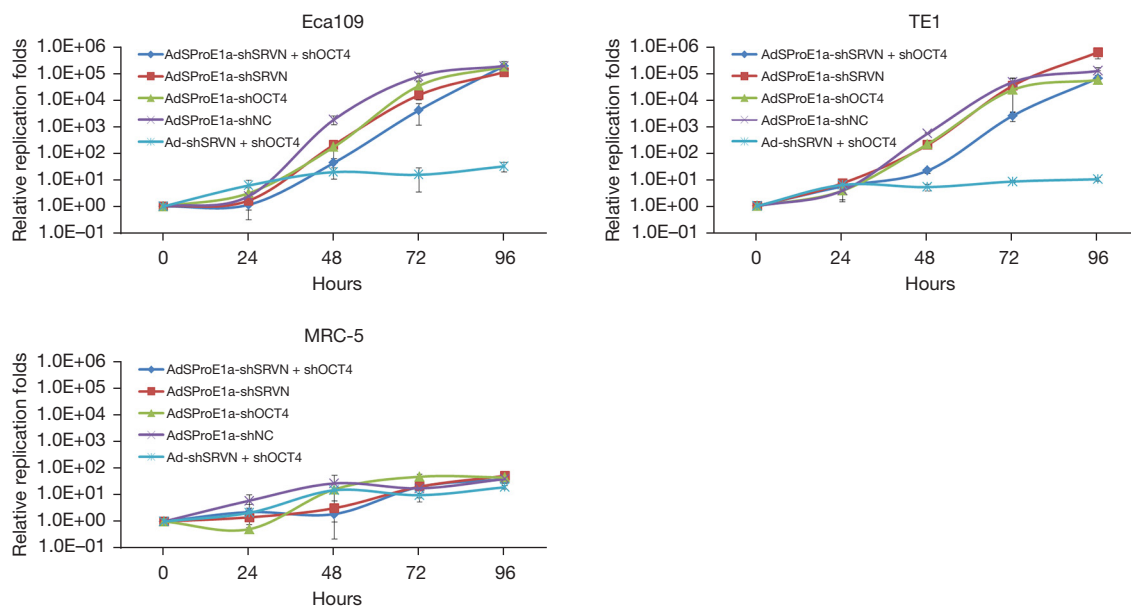 Eca109
Relative replication folds
1.0E+06
1.0E+05
1.0E+04
1.0E+03
1.0E+02
1.0E+01
1.0E+00
1.0E–01
AdSProE1a-shSRVN + shOCT4
AdSProE1a-shSRVN
AdSProE1a-shOCT4
AdSProE1a-shNC
Ad-shSRVN + shOCT4
0 24 48 72 96
Hours
TE1
Relative replication folds
1.0E+06
1.0E+05
1.0E+04
1.0E+03
1.0E+02
1.0E+01
1.0E+00
1.0E–01
AdSProE1a-shSRVN + shOCT4
AdSProE1a-shSRVN
AdSProE1a-shOCT4
AdSProE1a-shNC
Ad-shSRVN + shOCT4
0 24 48 72 96
Hours
MRC-5
Relative replication folds
1.0E+06
1.0E+05
1.0E+04
1.0E+03
1.0E+02
1.0E+01
1.0E+00
1.0E–01
AdSProE1a-shSRVN + shOCT4
AdSProE1a-shSRVN
AdSProE1a-shOCT4
AdSProE1a-shNC
Ad-shSRVN + shOCT4
0 24 48 72 96
Hours